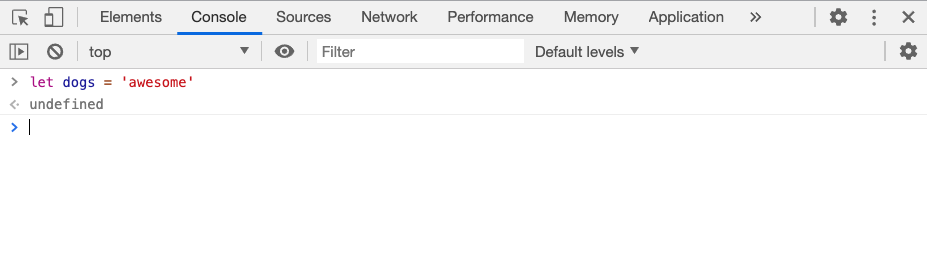 Elements Console Sources Network Performance Memory Application »
top Filter Default levels
> let dogs = 'awesome'
undefined
>